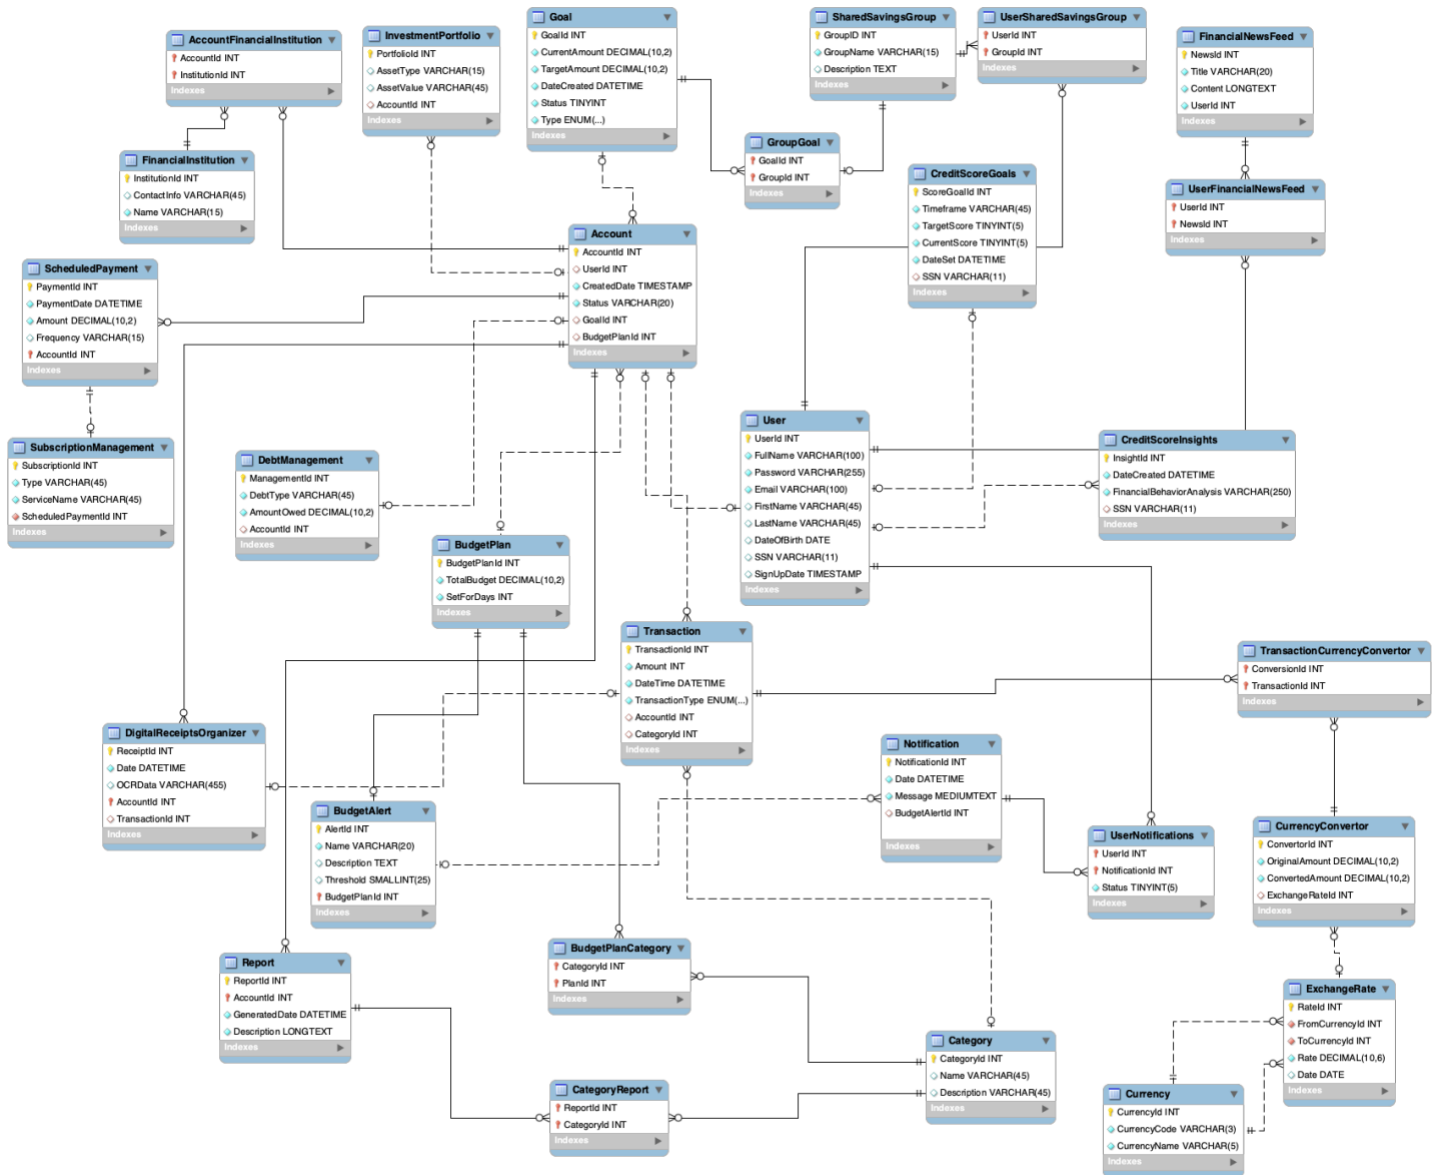 AccountFinancialInstitution
AccountId INT
InstitutionId INT
Indexes
InvestmentPortfolio
PortfolioId INT
AssetType VARCHAR(15)
AssetValue VARCHAR(45)
AccountId INT
Indexes
Goal
GoalId INT
CurrentAmount DECIMAL(10,2)
TargetAmount DECIMAL(10,2)
DateCreated DATETIME
Status TINYINT
Type ENUM(...)
Indexes
SharedSavingsGroup
GroupID INT
GroupName VARCHAR(15)
Description TEXT
Indexes
UserSharedSavingsGroup
UserId INT
GroupId INT
Indexes
FinancialNewsFeed
NewsId INT
Title VARCHAR(20)
Content LONGTEXT
UserId INT
Indexes
FinancialInstitution
InstitutionId INT
ContactInfo VARCHAR(45)
Name VARCHAR(15)
Indexes
GroupGoal
GoalId INT
GroupId INT
Indexes
CreditScoreGoals
ScoreGoalId INT
Timeframe VARCHAR(45)
TargetScore TINYINT(5)
CurrentScore TINYINT(5)
DateSet DATETIME
SSN VARCHAR(11)
Indexes
UserFinancialNewsFeed
UserId INT
NewsId INT
Indexes
Account
AccountId INT
UserId INT
CreatedDate TIMESTAMP
Status VARCHAR(20)
GoalId INT
BudgetPlanId INT
Indexes
ScheduledPayment
PaymentId INT
PaymentDate DATETIME
Amount DECIMAL(10,2)
Frequency VARCHAR(15)
AccountId INT
Indexes
SubscriptionManagement
SubscriptionId INT
Type VARCHAR(45)
ServiceName VARCHAR(45)
ScheduledPaymentId INT
Indexes
DebtManagement
ManagementId INT
DebtType VARCHAR(45)
AmountOwed DECIMAL(10,2)
AccountId INT
Indexes
User
UserId INT
FullName VARCHAR(100)
Password VARCHAR(255)
Email VARCHAR(100)
FirstName VARCHAR(45)
LastName VARCHAR(45)
DateOfBirth DATE
SSN VARCHAR(11)
SignUpDate TIMESTAMP
Indexes
CreditScoreInsights
InsightId INT
DateCreated DATETIME
FinancialBehaviorAnalysis VARCHAR(250)
SSN VARCHAR(11)
Indexes
BudgetPlan
BudgetPlanId INT
TotalBudget DECIMAL(10,2)
SetForDays INT
Indexes
Transaction
TransactionId INT
Amount INT
DateTime DATETIME
TransactionType ENUM(...)
AccountId INT
CategoryId INT
Indexes
TransactionCurrencyConvertor
ConversionId INT
TransactionId INT
Indexes
DigitalReceiptsOrganizer
ReceiptId INT
Date DATETIME
OCRData VARCHAR(455)
AccountId INT
TransactionId INT
Indexes
Notification
NotificationId INT
Date DATETIME
Message MEDIUMTEXT
BudgetAlertId INT
Indexes
BudgetAlert
AlertId INT
Name VARCHAR(20)
Description TEXT
Threshold SMALLINT(25)
BudgetPlanId INT
Indexes
UserNotifications
UserId INT
NotificationId INT
Status TINYINT(5)
Indexes
CurrencyConvertor
ConvertorId INT
OriginalAmount DECIMAL(10,2)
ConvertedAmount DECIMAL(10,2)
ExchangeRateId INT
Indexes
Report
ReportId INT
AccountId INT
GeneratedDate DATETIME
Description LONGTEXT
Indexes
BudgetPlanCategory
CategoryId INT
PlanId INT
Indexes
ExchangeRate
RateId INT
FromCurrencyId INT
ToCurrencyId INT
Rate DECIMAL(10,6)
Date DATE
Indexes
Category
CategoryId INT
Name VARCHAR(45)
Description VARCHAR(45)
Indexes
CategoryReport
ReportId INT
CategoryId INT
Indexes
Currency
CurrencyId INT
CurrencyCode VARCHAR(3)
CurrencyName VARCHAR(5)
Indexes